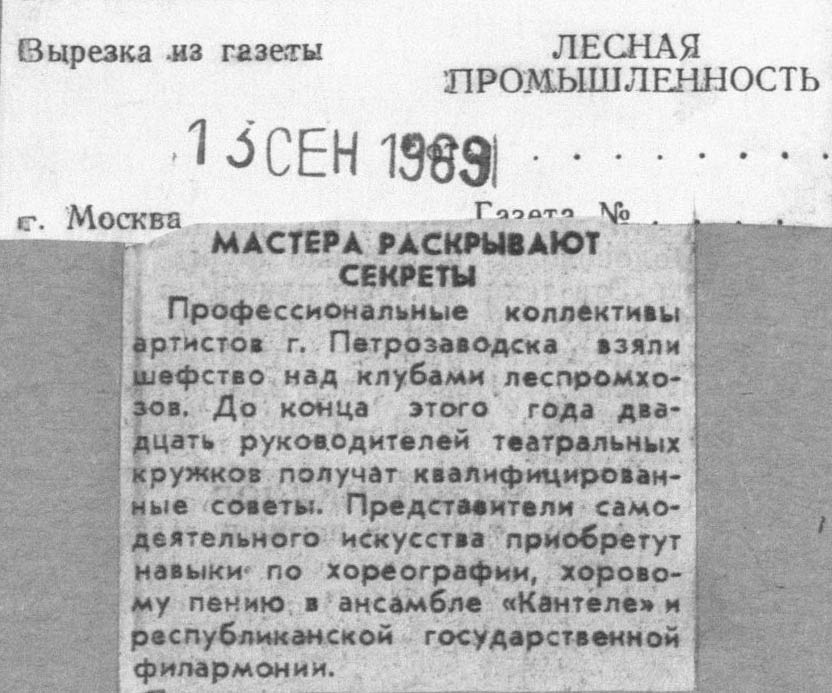 Вырезка из газеты
ЛЕСНАЯ
ПРОМЫШЛЕННОСТЬ
13 СЕН 1989
г. Москва
Газета №
МАСТЕРА РАСКРЫВАЮТ
СЕКРЕТЫ
Профессиональные коллективы
артистов г. Петрозаводска взяли
шефство над клубами леспромхо-
зов. До конца этого года два-
дцать руководителей театральных
кружков получат квалифицирован-
ные советы. Представители само-
деятельного искусства приобретут
навыки по хореографии, хорово-
му пению в ансамбле «Кантеле» и
республиканской государственной
филармонии.